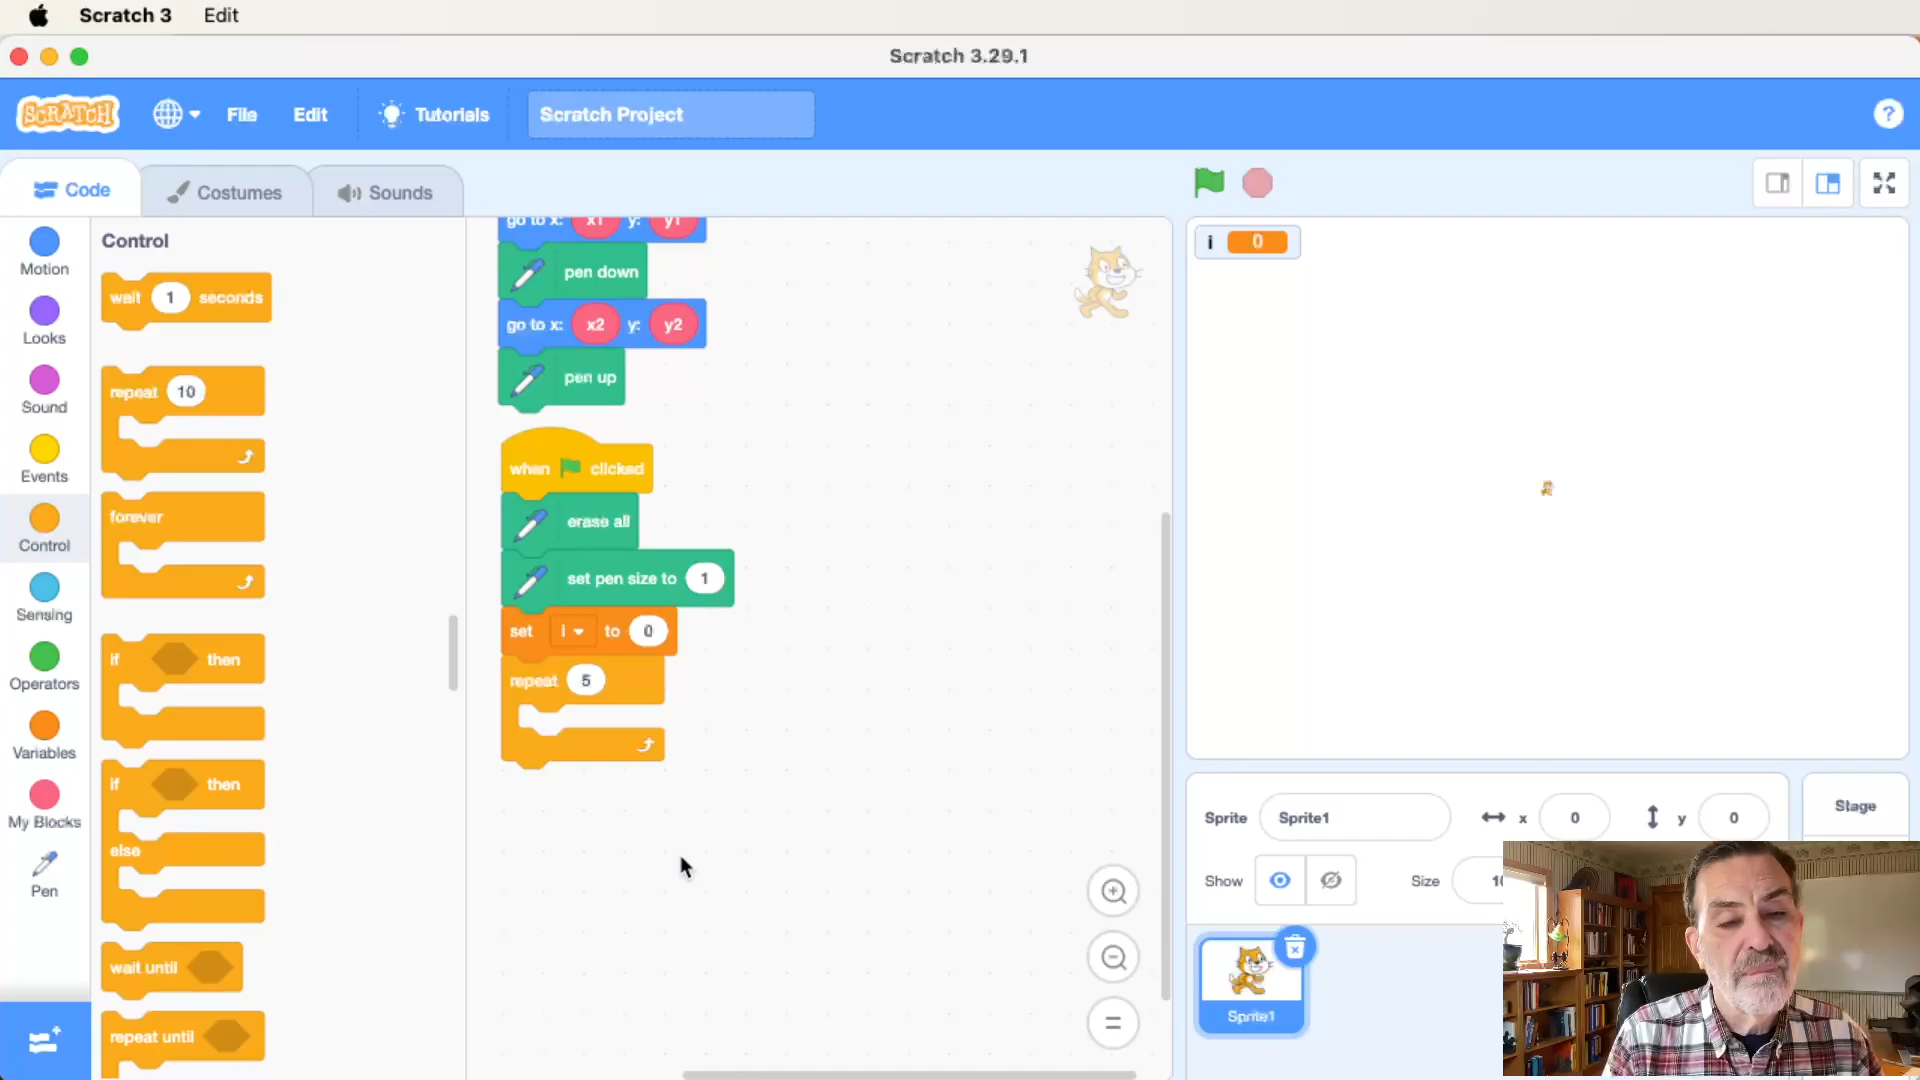 Scratch 3 Edit
Scratch 3.29.1
SCRATCH File Edit Tutorials Scratch Project ?
Code Costumes Sounds
Motion
Looks
Sound
Events
Control
Sensing
Operators
Variables
My Blocks
Pen
Control
wait 1 seconds
repeat 10
forever
if then
if then
else
wait until
repeat until
go to x: x1 y: y1
pen down
go to x: x2 y: y2
pen up
when clicked
erase all
set pen size to 1
set i to 0
repeat 5
i 0
Sprite Sprite1 x 0 y 0
Show Size
Sprite1
Stage